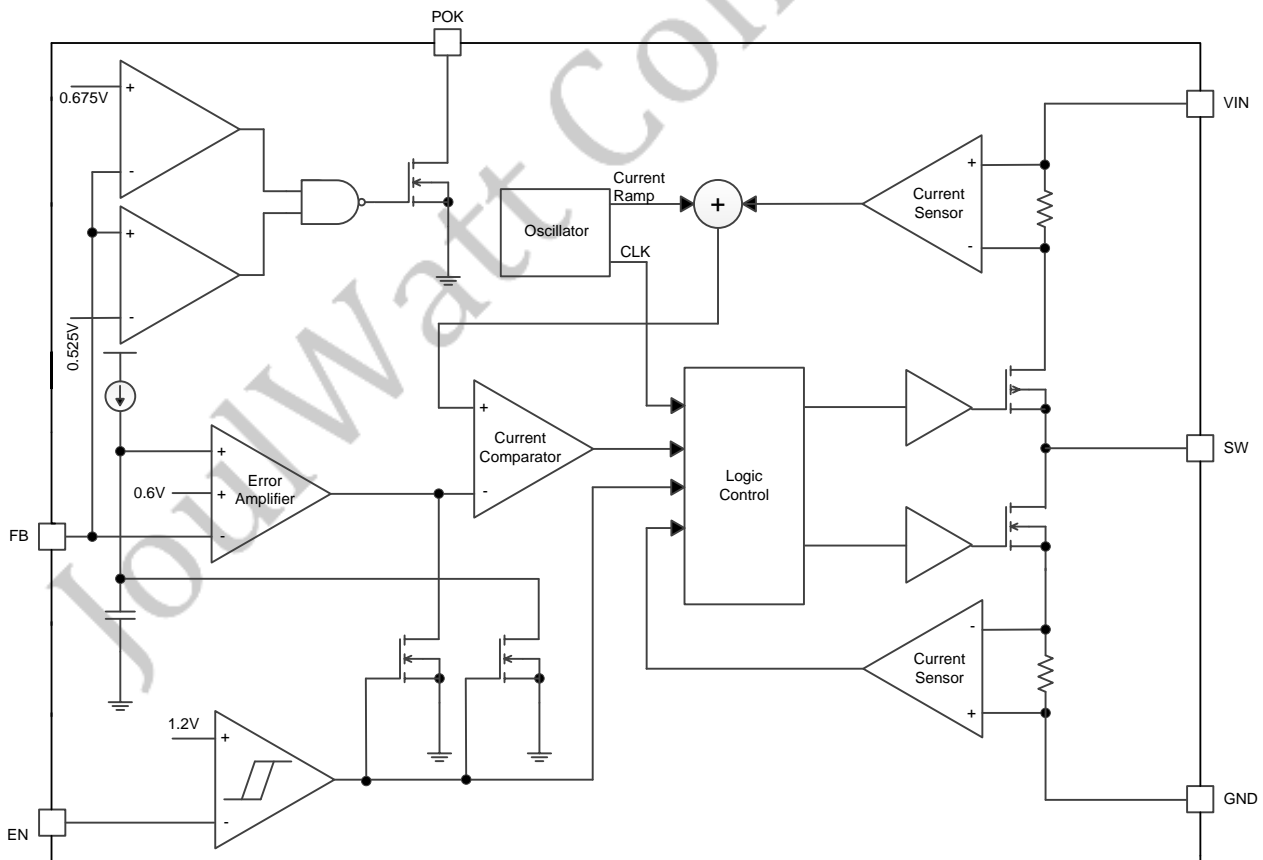 POK
0.675V
+
-
+
-
0.525V
VIN
Current
Ramp
Oscillator
CLK
+
+
Current
Sensor
-
+
Current
Comparator
-
Logic
Control
SW
+
Error
Amplifier
0.6V
+
-
FB
-
Current
Sensor
+
1.2V
+
-
EN
GND
JoulWatt